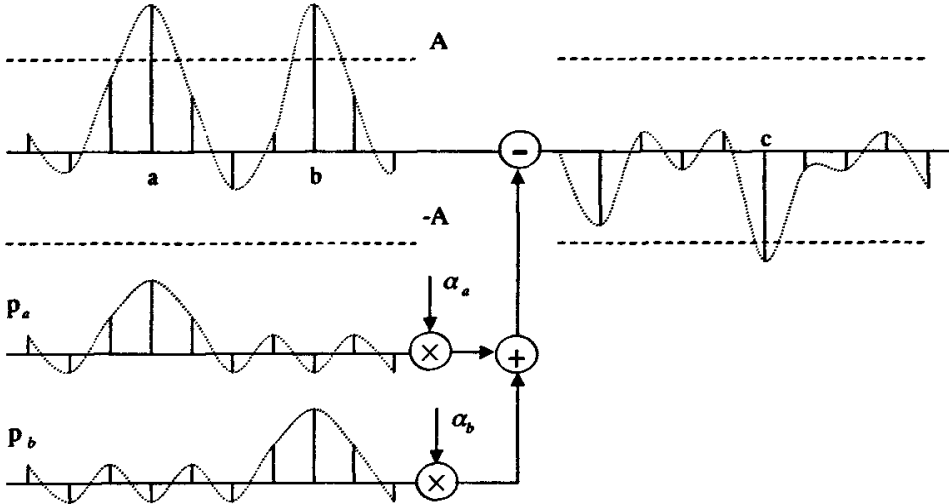 A
a b - c
-A
p_a α_a
× +
p_b α_b
×